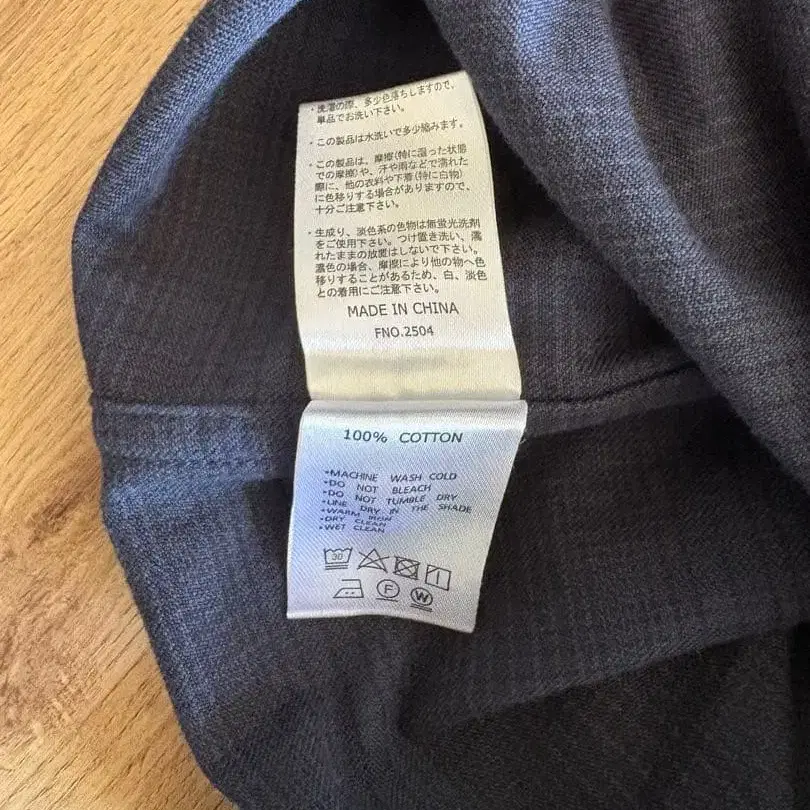 ・洗濯の際、多少色落ちしますので、
単品でお洗い下さい。
・この製品は水洗いで多少縮みます。
・この製品は、摩擦(特に湿った状態
での摩擦)や、汗や雨などで濡れた
際に、他の衣料や下着(特に白物)
に色移りする場合がありますので、
十分ご注意下さい。
・生成り、淡色系の色物は無蛍光洗剤
をご使用下さい。つけ置き洗い、濡
れたままの放置はしないで下さい。
濃色の場合、摩擦により他の物へ色
移りすることがあるため、白、淡色
との着用にご注意下さい。
MADE IN CHINA
FNO.2504
100% COTTON
•MACHINE WASH COLD
•DO NOT BLEACH
•DO NOT TUMBLE DRY
•LINE DRY IN THE SHADE
•WARM IRON
•DRY CLEAN
•WET CLEAN
30
F W